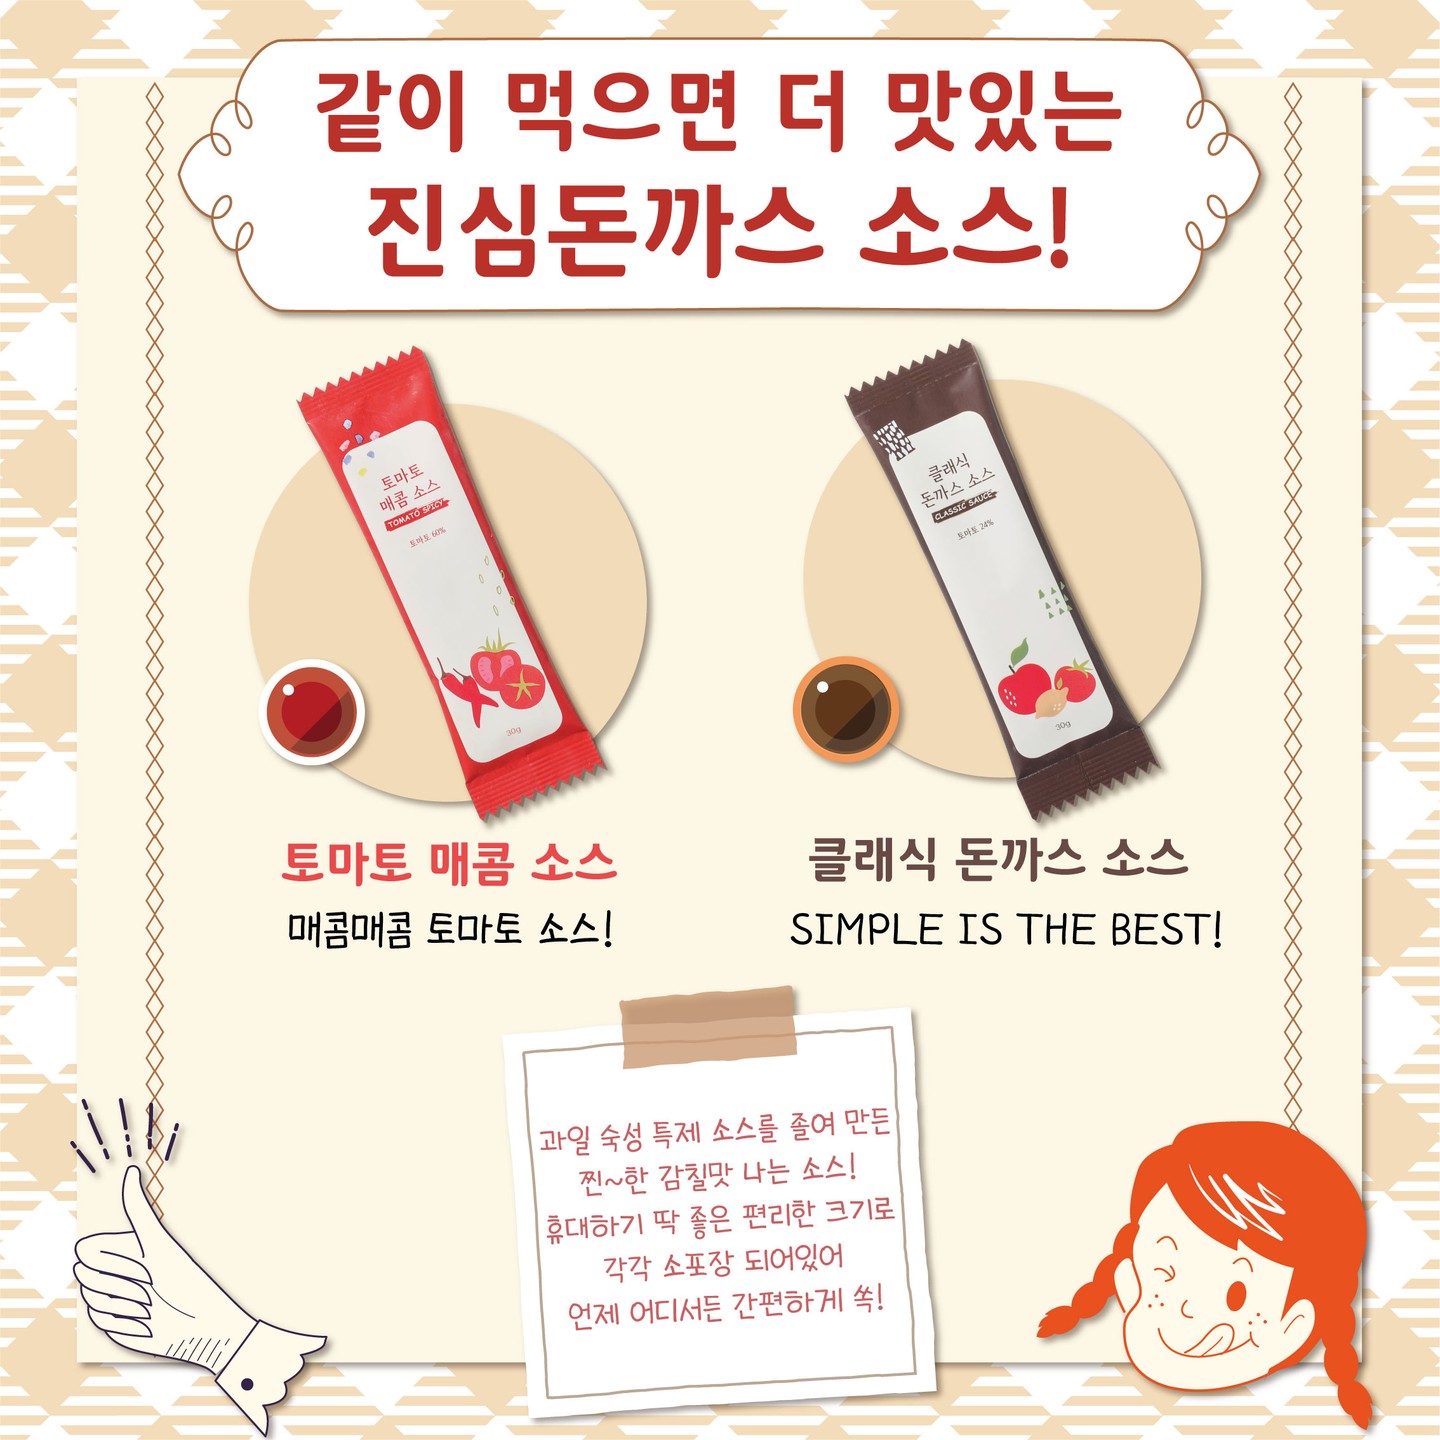 같이 먹으면 더 맛있는
진심돈까스 소스!
토마토
매콤 소스
TOMATO SPICY
토마토 60%
30g
클래식
돈까스 소스
CLASSIC SAUCE
토마토 24%
30g
토마토 매콤 소스
매콤매콤 토마토 소스!
클래식 돈까스 소스
SIMPLE IS THE BEST!
과일 숙성 특제 소스를 졸여 만든
찐~한 감칠맛 나는 소스!
휴대하기 딱 좋은 편리한 크기로
각각 소포장 되어있어
언제 어디서든 간편하게 쏙!